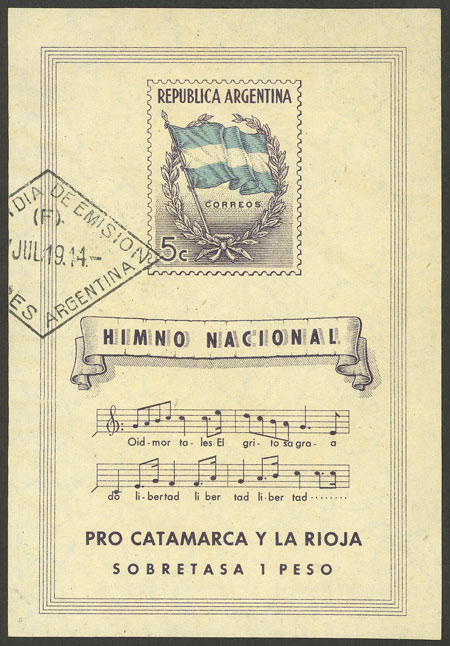 REPUBLICA ARGENTINA
CORREOS
5c
DIA DE EMISION
(F)
JUL.19.44.-
ES ARGENTINA
HIMNO NACIONAL
Oid-mor ta-les El gri-to sa gra- a
do li-bertad li ber tad li-ber tad
PRO CATAMARCA Y LA RIOJA
SOBRETASA 1 PESO